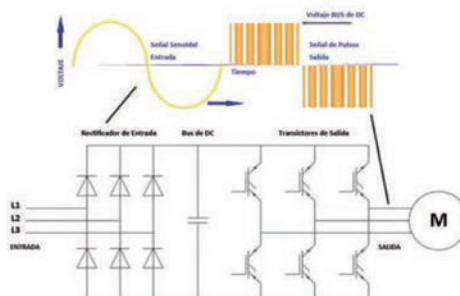 VOLTAJE
Señal Senoidal
Entrada
Tiempo
Voltaje BUS de DC
Señal de Pulsos
Salida
Rectificador de Entrada
Bus de DC
Transistores de Salida
L1
L2
L3
ENTRADA
SALIDA
M